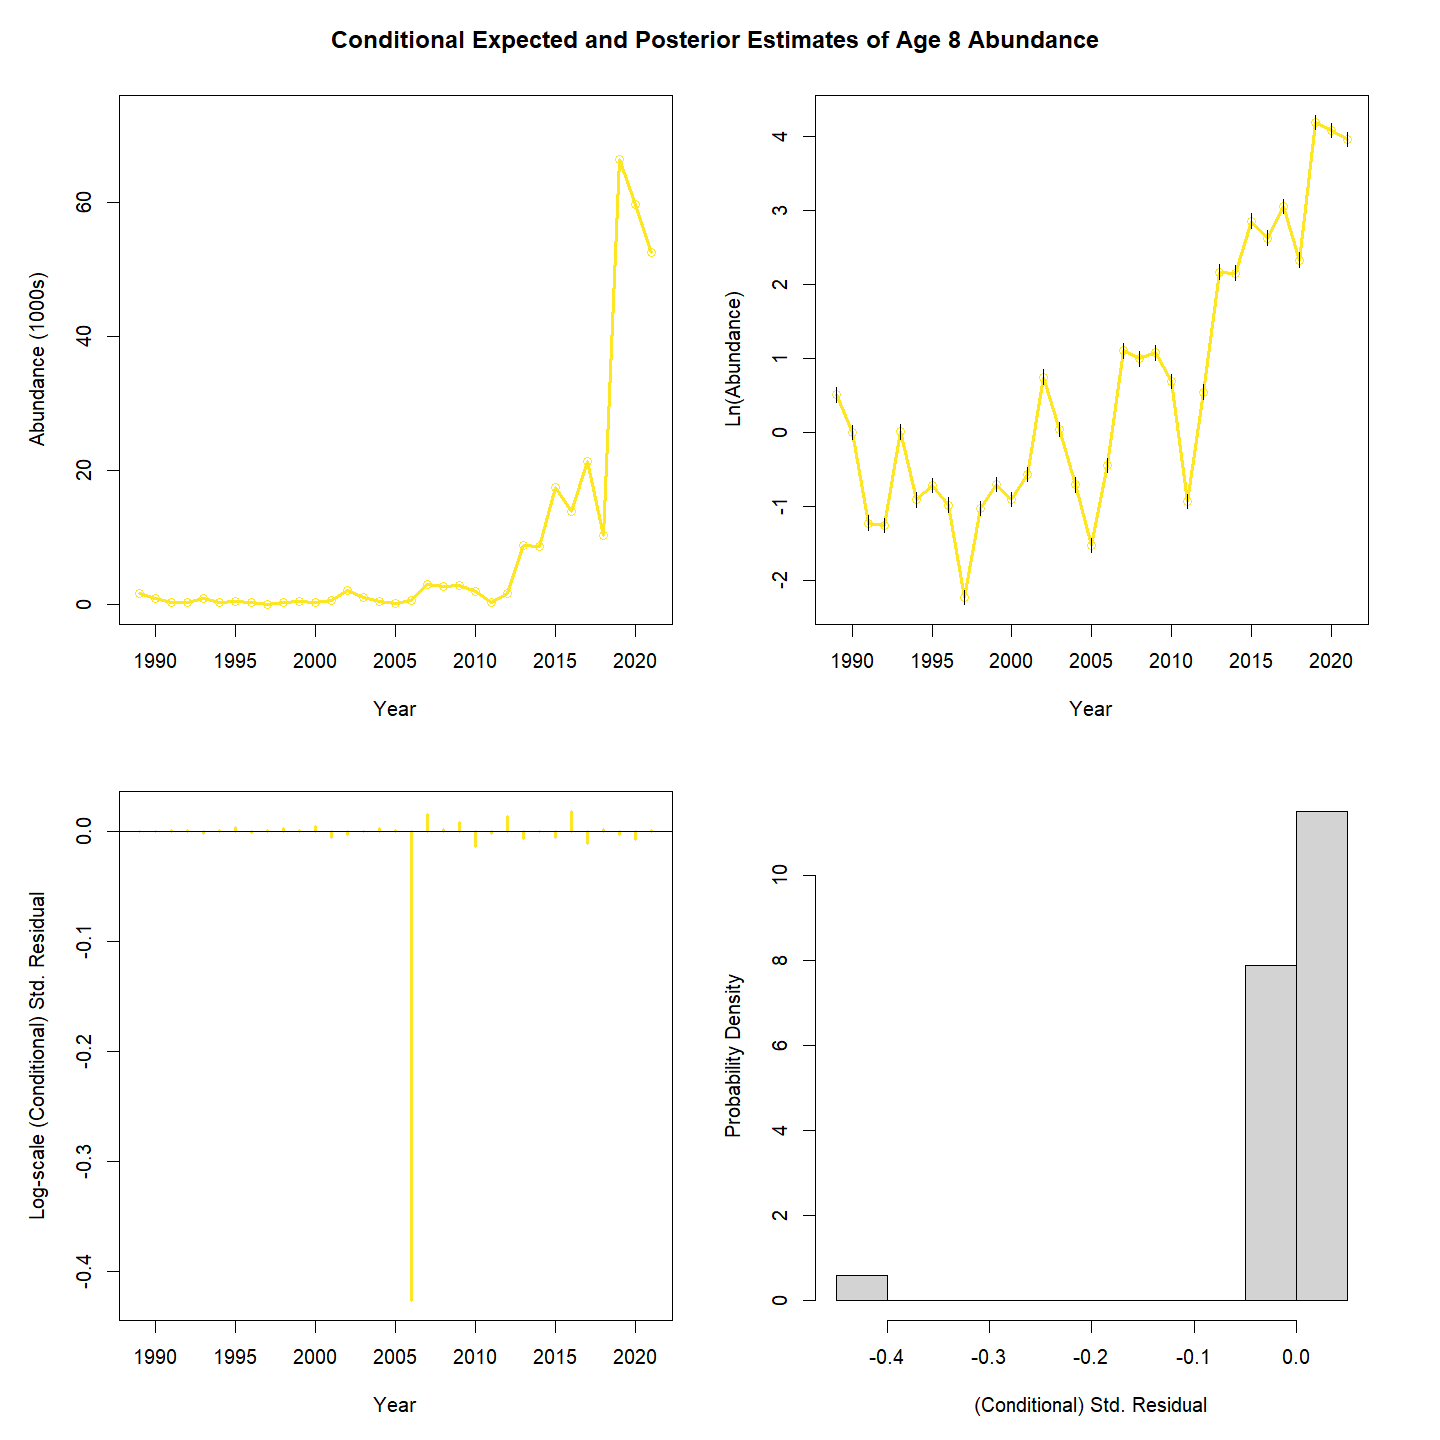 Conditional Expected and Posterior Estimates of Age 8 Abundance
Abundance (1000s)
60
40
20
0
1990 1995 2000 2005 2010 2015 2020
Year
Ln(Abundance)
4
3
2
1
0
-1
-2
1990 1995 2000 2005 2010 2015 2020
Year
Log-scale (Conditional) Std. Residual
0.0
-0.1
-0.2
-0.3
-0.4
1990 1995 2000 2005 2010 2015 2020
Year
Probability Density
10
8
6
4
2
0
-0.4 -0.3 -0.2 -0.1 0.0
(Conditional) Std. Residual